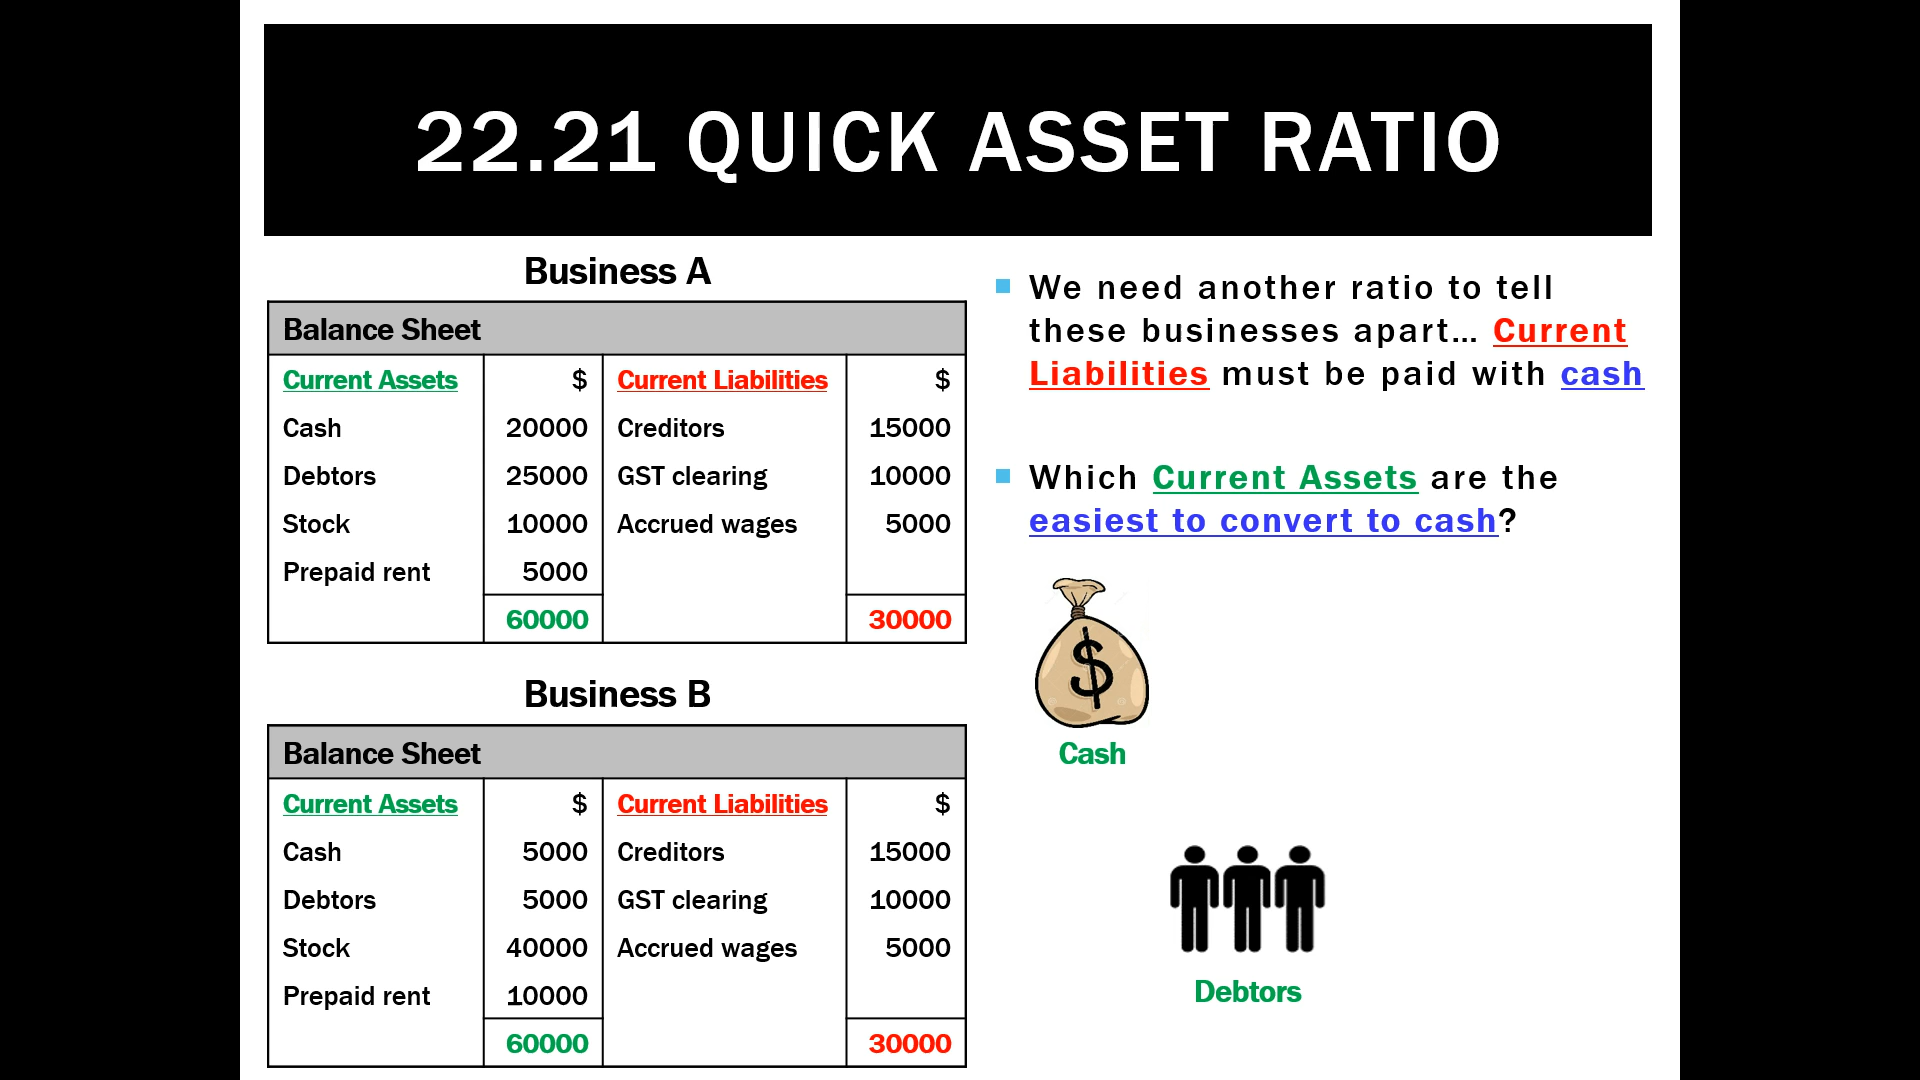 22.21 QUICK ASSET RATIO
Business A
Balance Sheet
Current Assets $ Current Liabilities $
Cash 20000 Creditors 15000
Debtors 25000 GST clearing 10000
Stock 10000 Accrued wages 5000
Prepaid rent 5000
60000 30000
Business B
Balance Sheet
Current Assets $ Current Liabilities $
Cash 5000 Creditors 15000
Debtors 5000 GST clearing 10000
Stock 40000 Accrued wages 5000
Prepaid rent 10000
60000 30000
We need another ratio to tell
these businesses apart... Current
Liabilities must be paid with cash
Which Current Assets are the
easiest to convert to cash?
$
Cash
Debtors